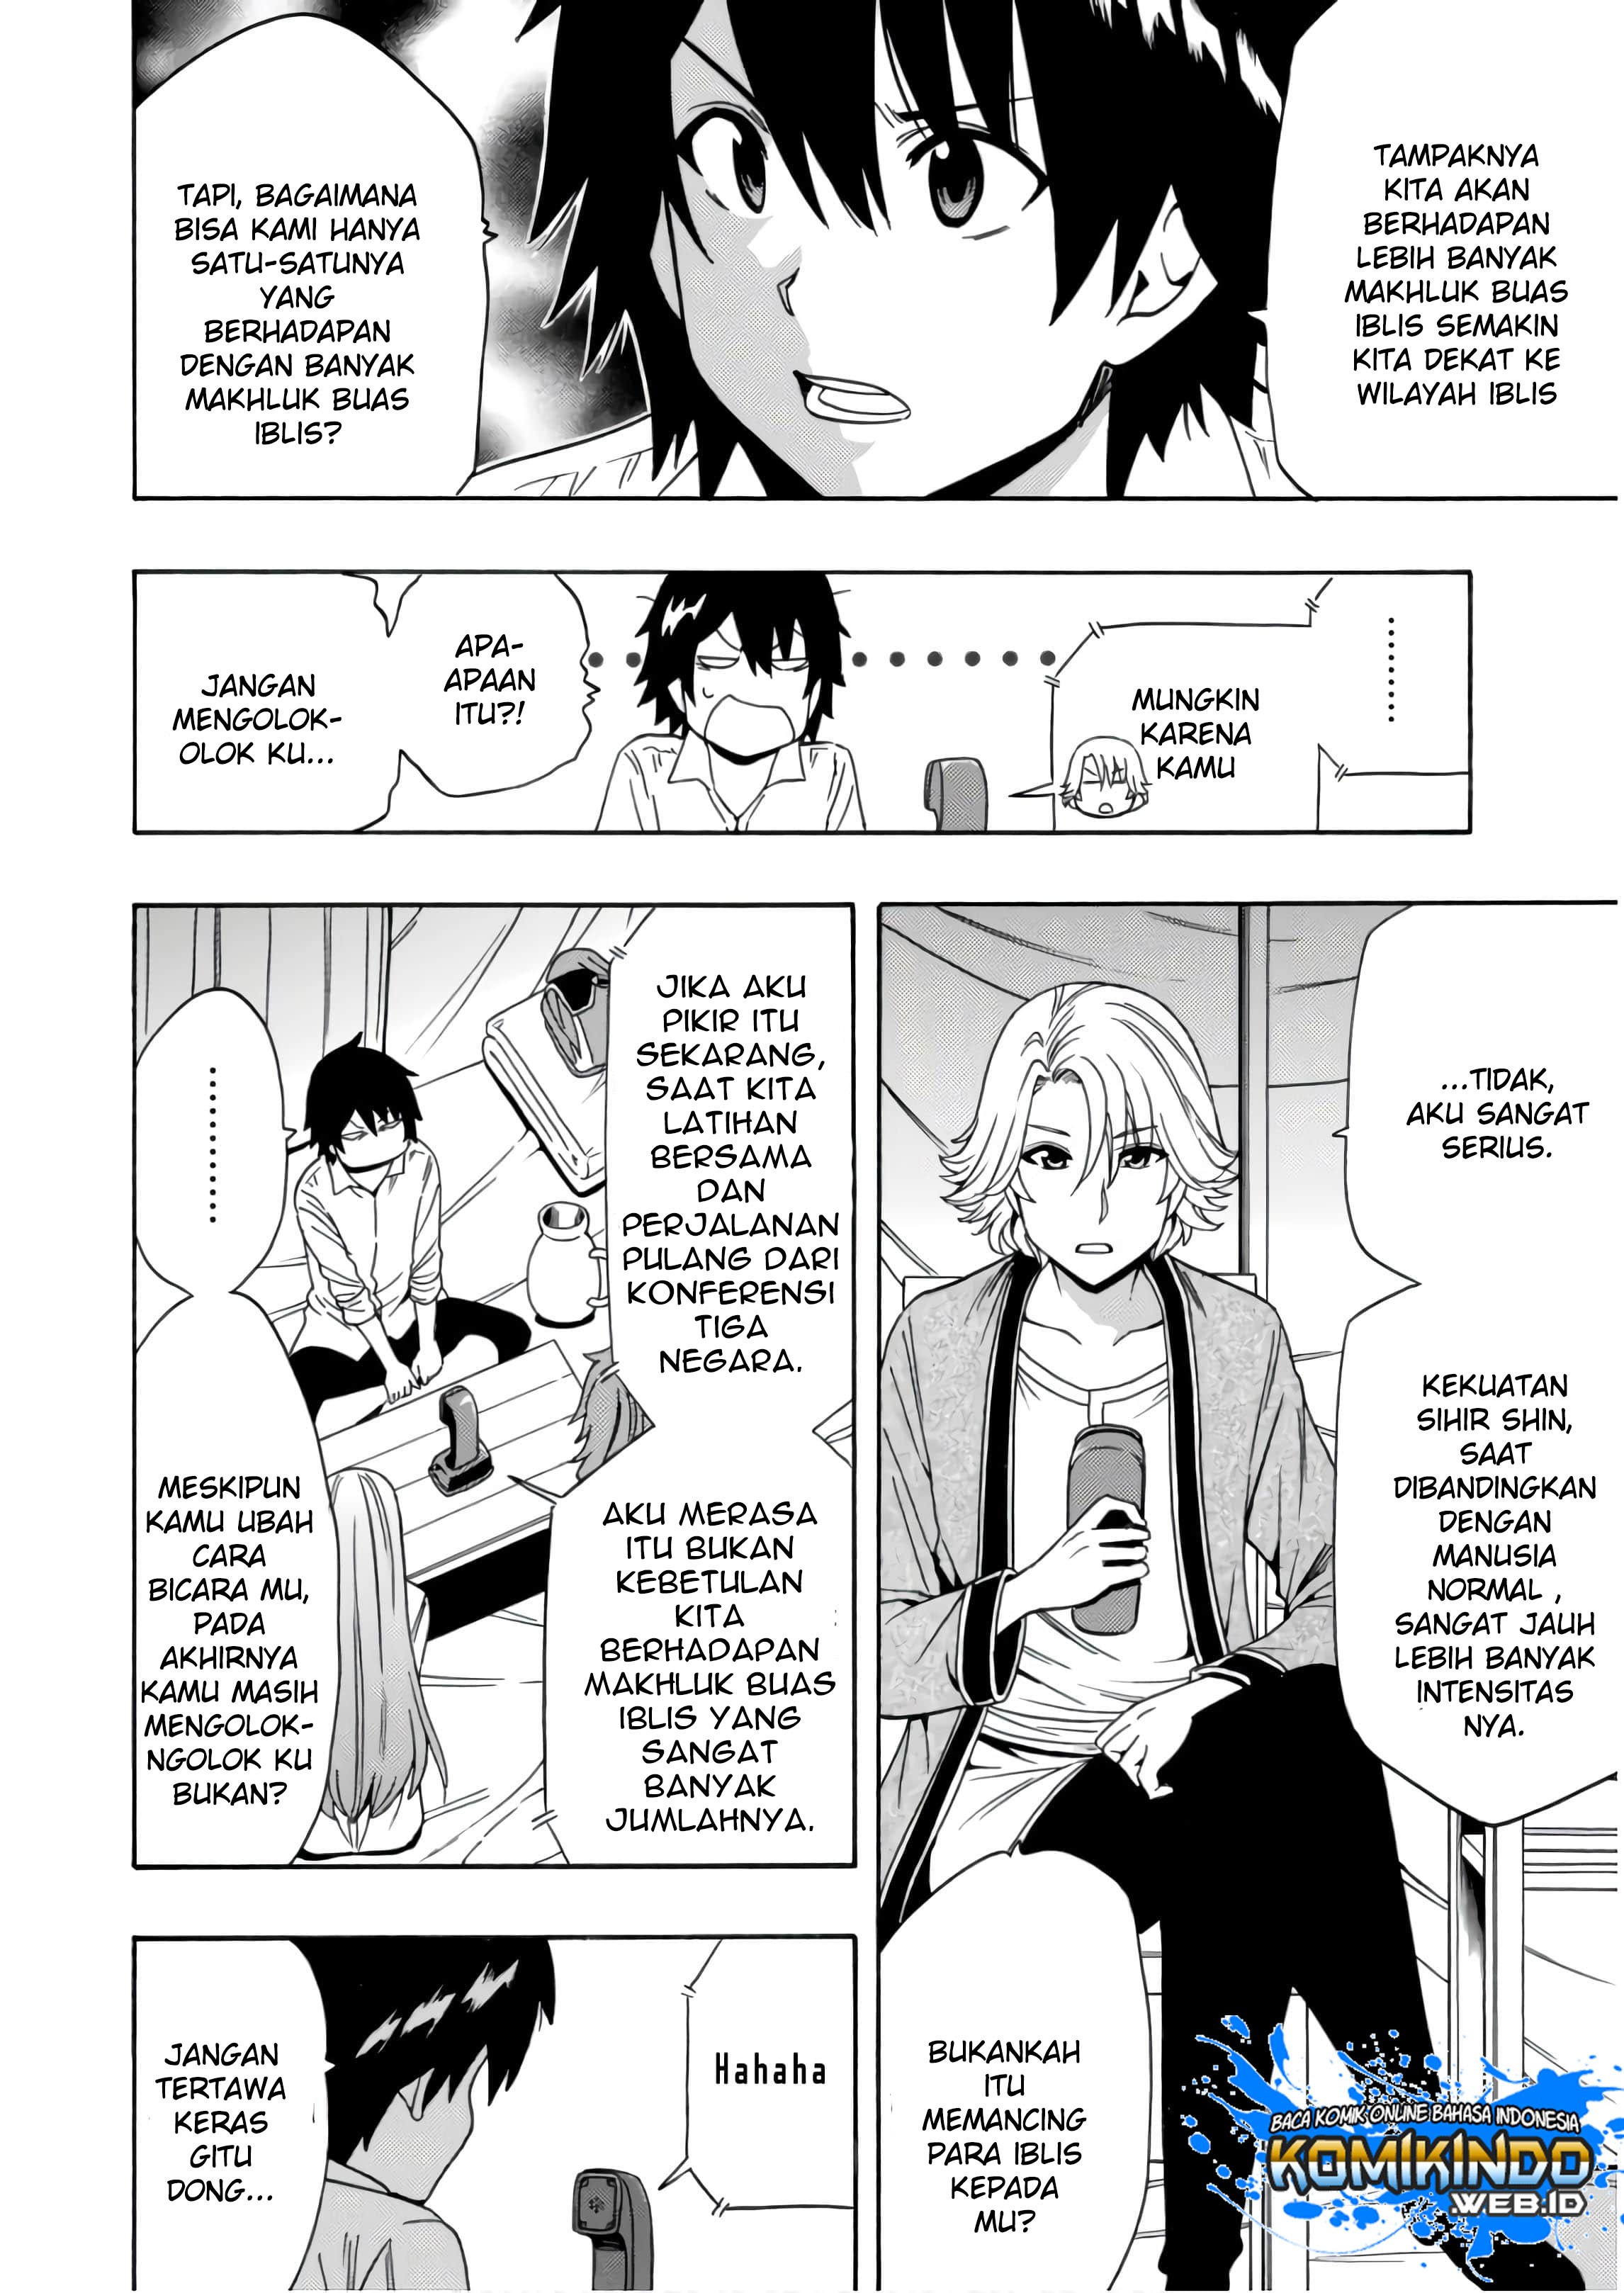 TAMPAKNYA
KITA AKAN
BERHADAPAN
LEBIH BANYAK
MAKHLUK BUAS
IBLIS SEMAKIN
KITA DEKAT KE
WILAYAH IBLIS
TAPI, BAGAIMANA
BISA KAMI HANYA
SATU-SATUNYA
YANG
BERHADAPAN
DENGAN BANYAK
MAKHLUK BUAS
IBLIS?
.........
MUNGKIN
KARENA
KAMU
APA-
APAAN
ITU?!
JANGAN
MENGOLOK-
OLOK KU...
...TIDAK,
AKU SANGAT
SERIUS.
KEKUATAN
SIHIR SHIN,
SAAT
DIBANDINGKAN
DENGAN
MANUSIA
NORMAL ,
SANGAT JAUH
LEBIH BANYAK
INTENSITAS
NYA.
BUKANKAH
ITU
MEMANCING
PARA IBLIS
KEPADA
MU?
JIKA AKU
PIKIR ITU
SEKARANG,
SAAT KITA
LATIHAN
BERSAMA
DAN
PERJALANAN
PULANG DARI
KONFERENSI
TIGA
NEGARA.
AKU MERASA
ITU BUKAN
KEBETULAN
KITA
BERHADAPAN
MAKHLUK BUAS
IBLIS YANG
SANGAT
BANYAK
JUMLAHNYA.
............
MESKIPUN
KAMU UBAH
CARA
BICARA MU,
PADA
AKHIRNYA
KAMU MASIH
MENGOLOK-
NGOLOK KU
BUKAN?
Hahaha
JANGAN
TERTAWA
KERAS
GITU
DONG...
BACA KOMIK ONLINE BAHASA INDONESIA
KOMIKINDO
.WEB.ID